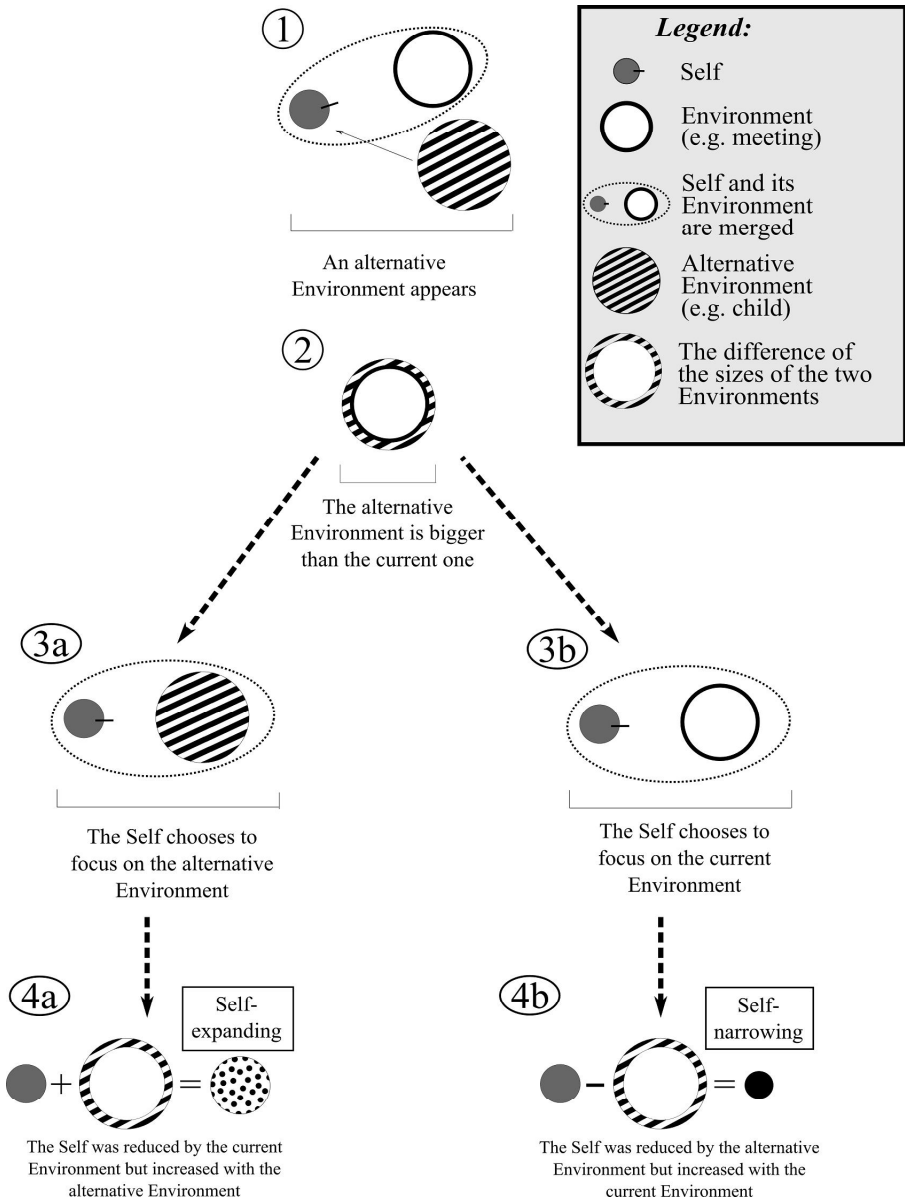 1
An alternative
Environment appears
Legend:
Self
Environment
(e.g. meeting)
Self and its
Environment
are merged
Alternative
Environment
(e.g. child)
The difference of
the sizes of the two
Environments
2
The alternative
Environment is bigger
than the current one
3a
The Self chooses to
focus on the alternative
Environment
3b
The Self chooses to
focus on the current
Environment
4a
Self-
expanding
+
=
The Self was reduced by the current
Environment but increased with the
alternative Environment
4b
Self-
narrowing
–
=
The Self was reduced by the alternative
Environment but increased with the
current Environment